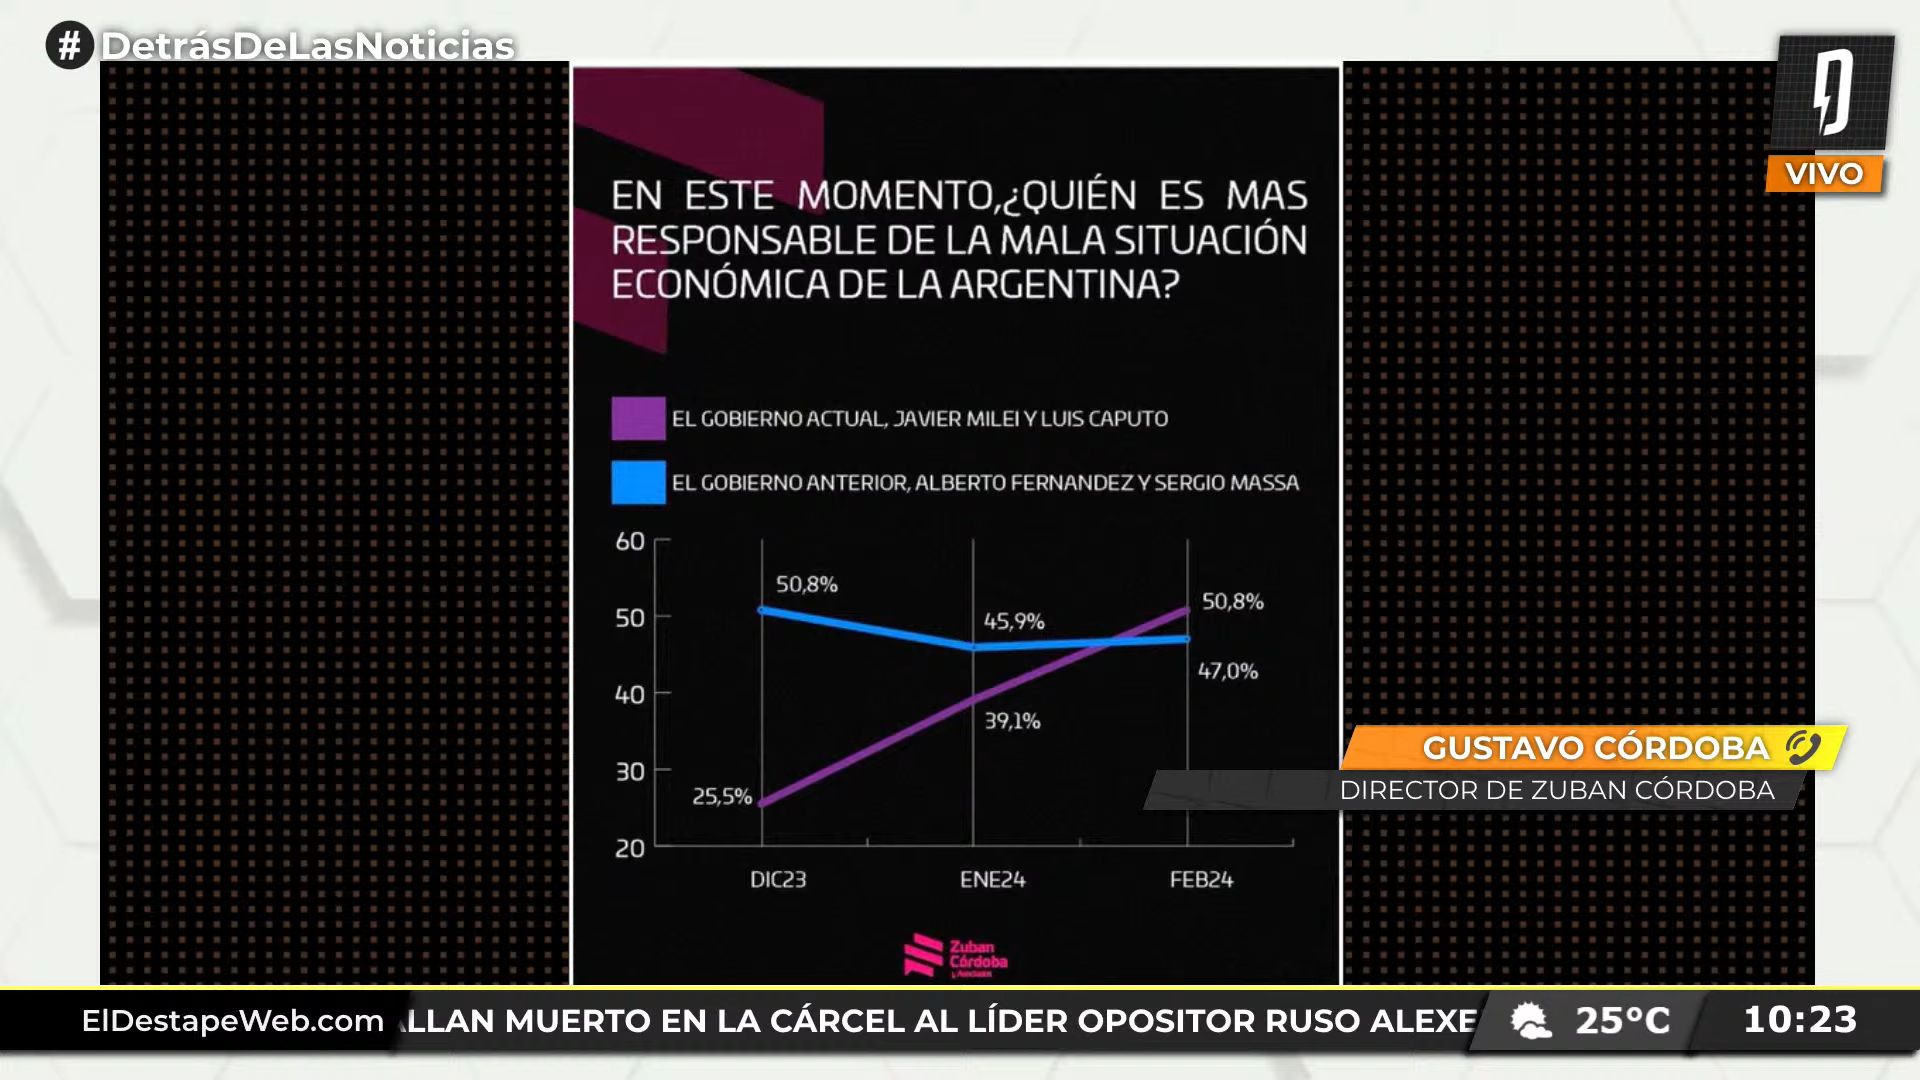 #DetrásDeLasNoticias
VIVO
EN ESTE MOMENTO,¿QUIÉN ES MAS
RESPONSABLE DE LA MALA SITUACIÓN
ECONÓMICA DE LA ARGENTINA?
EL GOBIERNO ACTUAL, JAVIER MILEI Y LUIS CAPUTO
EL GOBIERNO ANTERIOR, ALBERTO FERNANDEZ Y SERGIO MASSA
60
50,8%
50,8%
50
45,9%
47,0%
40
39,1%
30
25,5%
20
DIC23 ENE24 FEB24
GUSTAVO CÓRDOBA
DIRECTOR DE ZUBAN CÓRDOBA
Zuban
Córdoba
y Asociados
ElDestapeWeb.com ALLAN MUERTO EN LA CÁRCEL AL LÍDER OPOSITOR RUSO ALEXE 25°C 10:23